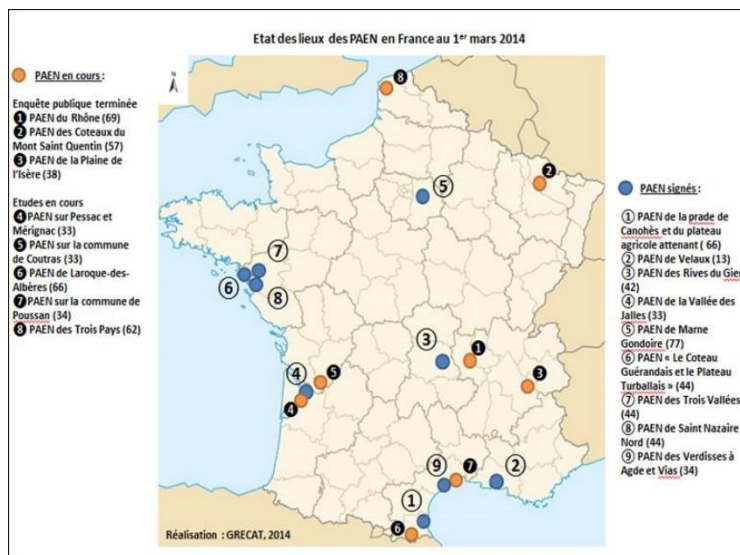 Etat des lieux des PAEN en France au 1er mars 2014
PAEN en cours :
Enquête publique terminée
1 PAEN du Rhône (69)
2 PAEN des Coteaux du
Mont Saint Quentin (57)
3 PAEN de la Plaine de
l'Isère (38)
Etudes en cours
4 PAEN sur Pessac et
Mérignac (33)
5 PAEN sur la commune
de Coutras (33)
6 PAEN de Laroque-des-
Albères (66)
7 PAEN sur la commune de
Poussan (34)
8 PAEN des Trois Pays (62)
N
8
2
5
7
6
8
3
1
3
4
5
4
9
7
2
1
6
Réalisation : GRECAT, 2014
PAEN signés :
1 PAEN de la prade de
Canohès et du plateau
agricole attenant ( 66)
2 PAEN de Velaux (13)
3 PAEN des Rives du Gier
(42)
4 PAEN de la Vallée des
Jalles (33)
5 PAEN de Marne
Gondoire (77)
6 PAEN « Le Coteau
Guérandais et le Plateau
Turballais » (44)
7 PAEN des Trois Vallées
(44)
8 PAEN de Saint Nazaire
Nord (44)
9 PAEN des Verdisses à
Agde et Vias (34)